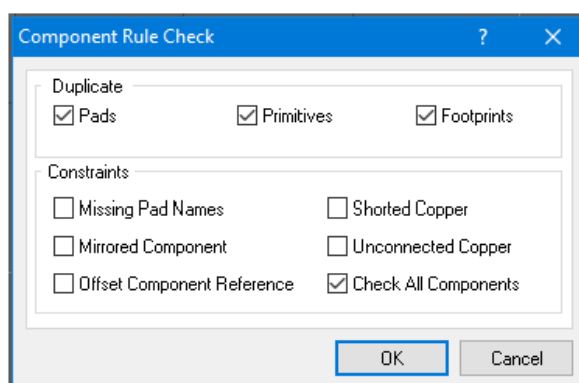 Component Rule Check ?
Duplicate
Pads Primitives Footprints
Constraints
Missing Pad Names Shorted Copper
Mirrored Component Unconnected Copper
Offset Component Reference Check All Components
OK Cancel